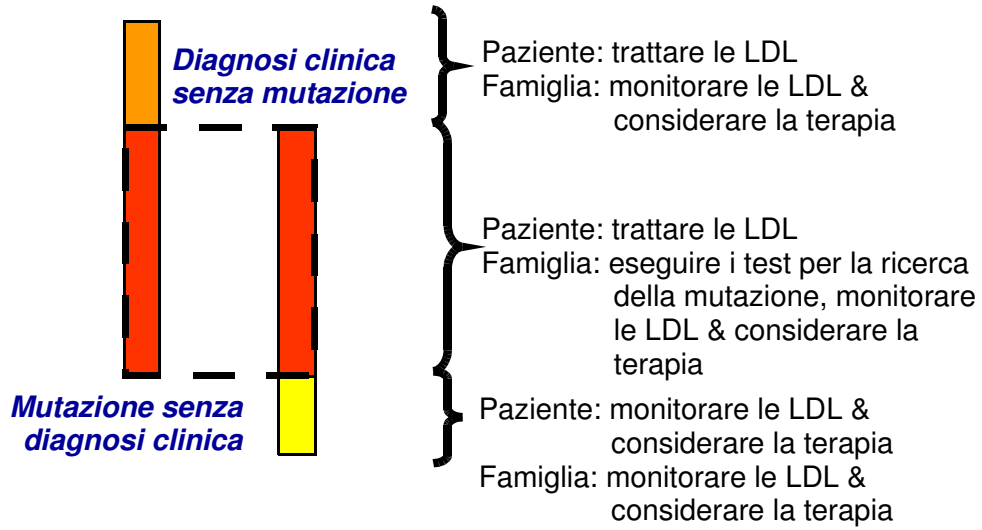 Diagnosi clinica
senza mutazione
Paziente: trattare le LDL
Famiglia: monitorare le LDL &
considerare la terapia
Paziente: trattare le LDL
Famiglia: eseguire i test per la ricerca
della mutazione, monitorare
le LDL & considerare la
terapia
Mutazione senza
diagnosi clinica
Paziente: monitorare le LDL &
considerare la terapia
Famiglia: monitorare le LDL &
considerare la terapia